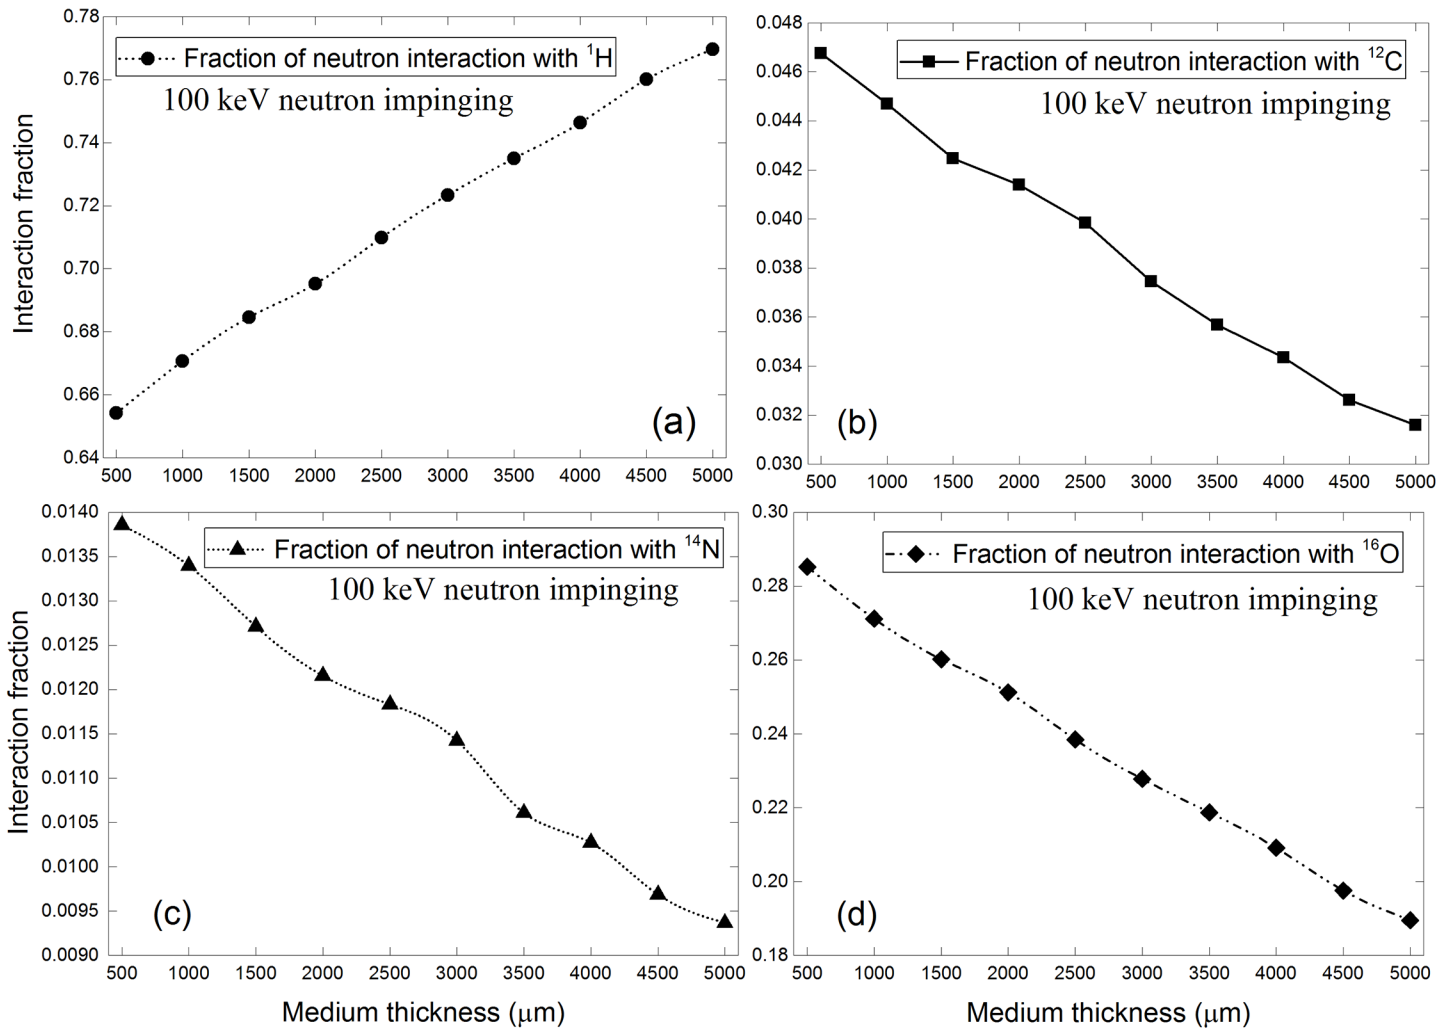 Fraction of neutron interaction with ¹H
100 keV neutron impinging
Interaction fraction
0.78
0.76
0.74
0.72
0.70
0.68
0.66
0.64
(a)
500 1000 1500 2000 2500 3000 3500 4000 4500 5000
Fraction of neutron interaction with ¹²C
100 keV neutron impinging
0.048
0.046
0.044
0.042
0.040
0.038
0.036
0.034
0.032
0.030
(b)
500 1000 1500 2000 2500 3000 3500 4000 4500 5000
Fraction of neutron interaction with ¹⁴N
100 keV neutron impinging
Interaction fraction
0.0140
0.0135
0.0130
0.0125
0.0120
0.0115
0.0110
0.0105
0.0100
0.0095
0.0090
(c)
500 1000 1500 2000 2500 3000 3500 4000 4500 5000
Medium thickness (μm)
Fraction of neutron interaction with ¹⁶O
100 keV neutron impinging
0.30
0.28
0.26
0.24
0.22
0.20
0.18
(d)
500 1000 1500 2000 2500 3000 3500 4000 4500 5000
Medium thickness (μm)